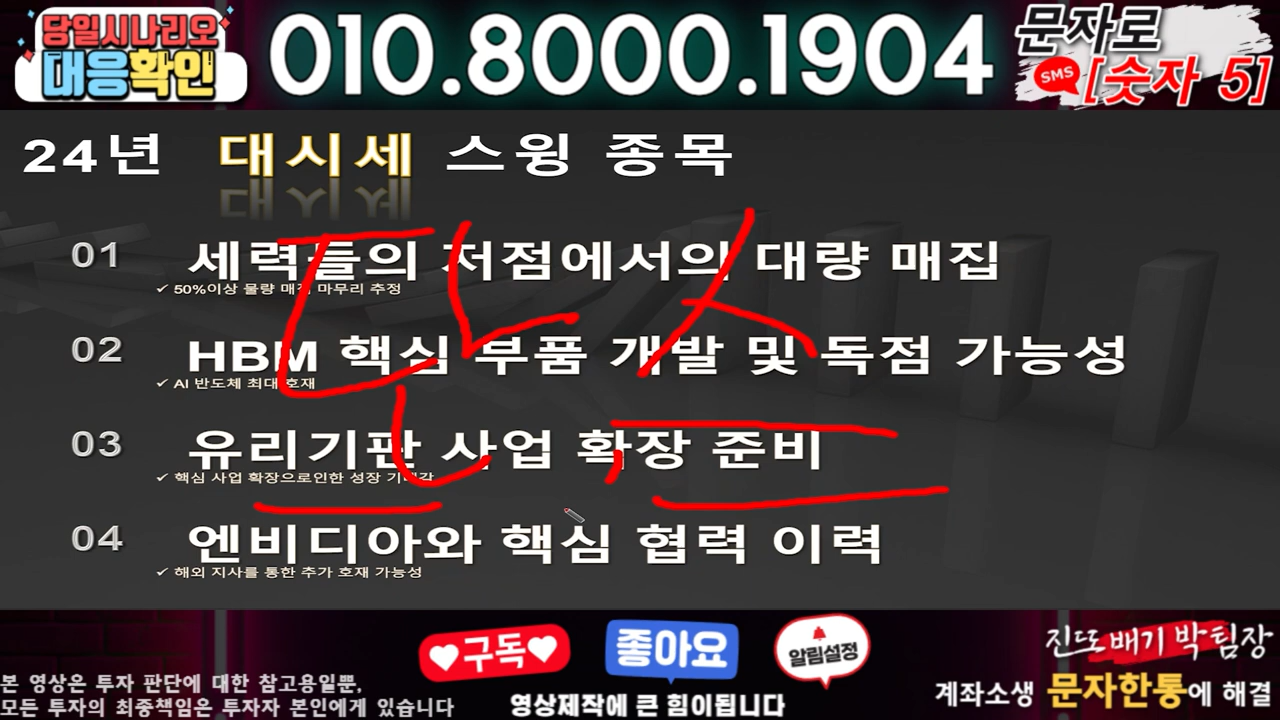 당일시나리오
대응확인
010.8000.1904
문자로
SMS [숫자 5]
24년 대시세 스윙 종목
01 세력들의 저점에서의 대량 매집
✓ 50%이상 물량 매집 마무리 추정
02 HBM 핵심 부품 개발 및 독점 가능성
✓ AI 반도체 최대 호재
03 유리기판 사업 확장 준비
✓ 핵심 사업 확장으로인한 성장 기대감
04 엔비디아와 핵심 협력 이력
✓ 해외 지사를 통한 추가 호재 가능성
구독
좋아요
알림설정
영상제작에 큰 힘이됩니다
본 영상은 투자 판단에 대한 참고용일뿐,
모든 투자의 최종책임은 투자자 본인에게 있습니다
진또배기 박팀장
계좌소생 문자한통에 해결